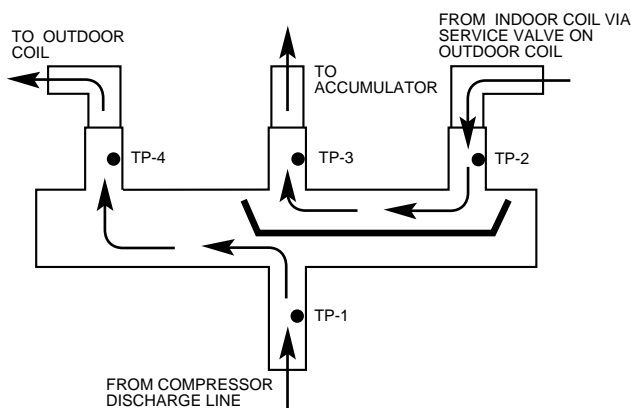 TO OUTDOOR
COIL
TO
ACCUMULATOR
FROM INDOOR COIL VIA
SERVICE VALVE ON
OUTDOOR COIL
TP-4
TP-3
TP-2
TP-1
FROM COMPRESSOR
DISCHARGE LINE